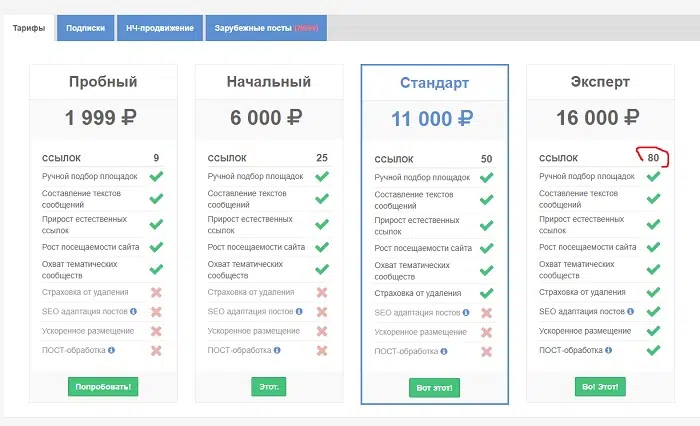 Тарифы
Подписки
НЧ-продвижение
Зарубежные посты (New)
Пробный
1 999 ₽
ССЫЛОК 9
Ручной подбор площадок
Составление текстов
сообщений
Прирост естественных
ссылок
Рост посещаемости сайта
Охват тематических
сообществ
Страховка от удаления
SEO адаптация постов
Ускоренное размещение
ПОСТ-обработка
Попробовать!
Начальный
6 000 ₽
ССЫЛОК 25
Ручной подбор площадок
Составление текстов
сообщений
Прирост естественных
ссылок
Рост посещаемости сайта
Охват тематических
сообществ
Страховка от удаления
SEO адаптация постов
Ускоренное размещение
ПОСТ-обработка
Этот.
Стандарт
11 000 ₽
ССЫЛОК 50
Ручной подбор площадок
Составление текстов
сообщений
Прирост естественных
ссылок
Рост посещаемости сайта
Охват тематических
сообществ
Страховка от удаления
SEO адаптация постов
Ускоренное размещение
ПОСТ-обработка
Вот этот!
Эксперт
16 000 ₽
ССЫЛОК 80
Ручной подбор площадок
Составление текстов
сообщений
Прирост естественных
ссылок
Рост посещаемости сайта
Охват тематических
сообществ
Страховка от удаления
SEO адаптация постов
Ускоренное размещение
ПОСТ-обработка
Во! Этот!